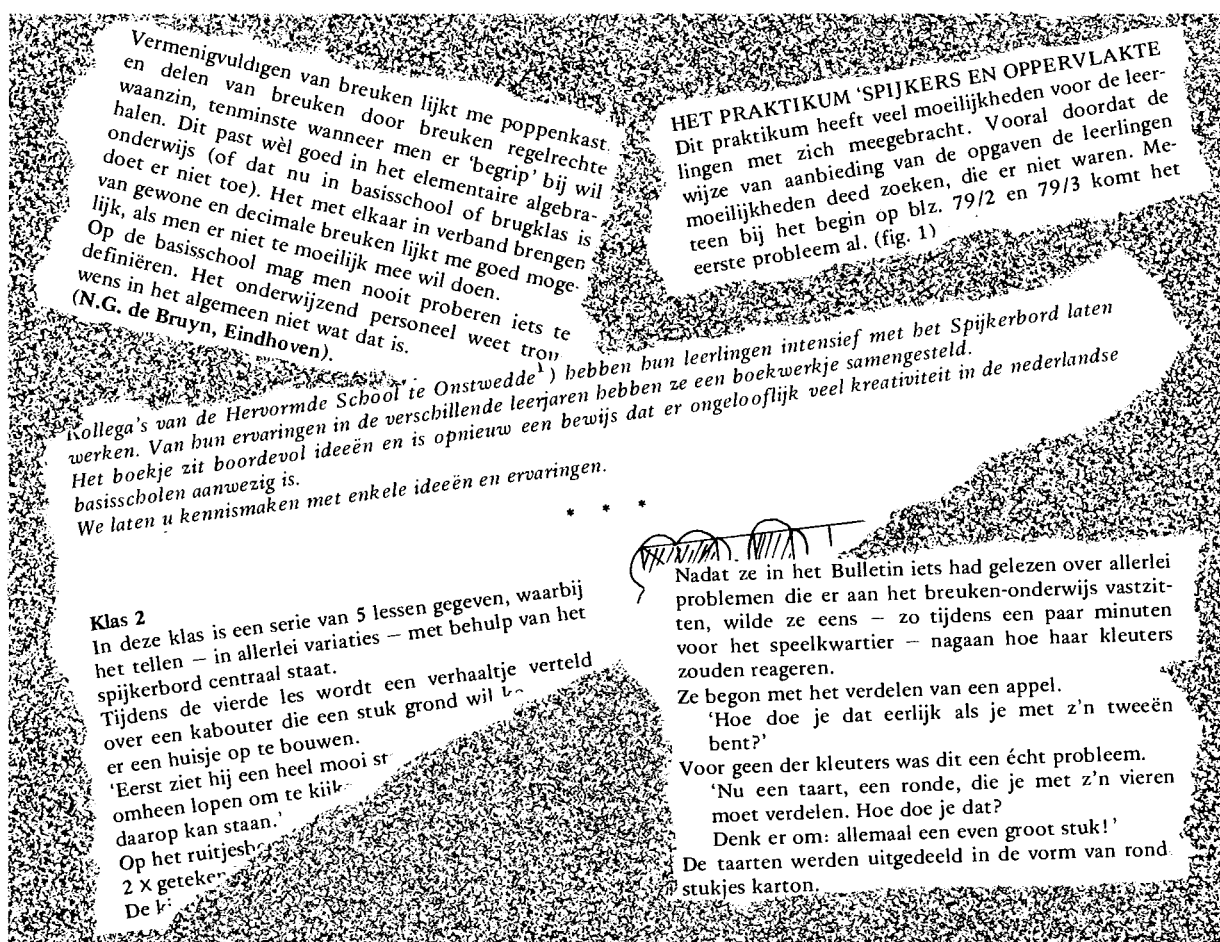 Vermenigvuldigen van breuken lijkt me poppenkast
en delen van breuken door breuken regelrechte
waanzin, tenminste wanneer men er ‘begrip’ bij wil
halen. Dit past wèl goed in het elementaire algebra-
onderwijs (of dat nu in basisschool of brugklas is
doet er niet toe). Het met elkaar in verband brengen
van gewone en decimale breuken lijkt me goed moge-
lijk, als men er niet te moeilijk mee wil doen.
Op de basisschool mag men nooit proberen iets te
definiëren. Het onderwijzend personeel weet trou
wens in het algemeen niet wat dat is.
(N.G. de Bruyn, Eindhoven).
HET PRAKTIKUM ‘SPIJKERS EN OPPERVLAKTE
Dit praktikum heeft veel moeilijkheden voor de leer-
lingen met zich meegebracht. Vooral doordat de
wijze van aanbieding van de opgaven de leerlingen
moeilijkheden deed zoeken, die er niet waren. Me-
teen bij het begin op blz. 79/2 en 79/3 komt het
eerste probleem al. (fig. 1)
Kollega's van de Hervormde School te Onstwedde¹) hebben hun leerlingen intensief met het Spijkerbord laten
werken. Van hun ervaringen in de verschillende leerjaren hebben ze een boekwerkje samengesteld.
Het boekje zit boordevol ideeën en is opnieuw een bewijs dat er ongelooflijk veel kreativiteit in de nederlandse
basisscholen aanwezig is.
We laten u kennismaken met enkele ideeën en ervaringen.
* * *
Klas 2
In deze klas is een serie van 5 lessen gegeven, waarbij
het tellen — in allerlei variaties — met behulp van het
spijkerbord centraal staat.
Tijdens de vierde les wordt een verhaaltje verteld
over een kabouter die een stuk grond wil
er een huisje op te bouwen.
‘Eerst ziet hij een heel mooi
omheen lopen om te
daarop kan staan.’
Op het
2 X
De
Nadat ze in het Bulletin iets had gelezen over allerlei
problemen die er aan het breuken-onderwijs vastzit-
ten, wilde ze eens — zo tijdens een paar minuten
voor het speelkwartier — nagaan hoe haar kleuters
zouden reageren.
Ze begon met het verdelen van een appel.
‘Hoe doe je dat eerlijk als je met z'n tweeën
bent?’
Voor geen der kleuters was dit een écht probleem.
‘Nu een taart, een ronde, die je met z'n vieren
moet verdelen. Hoe doe je dat?
Denk er om: allemaal een even groot stuk!’
De taarten werden uitgedeeld in de vorm van rond
stukjes karton.